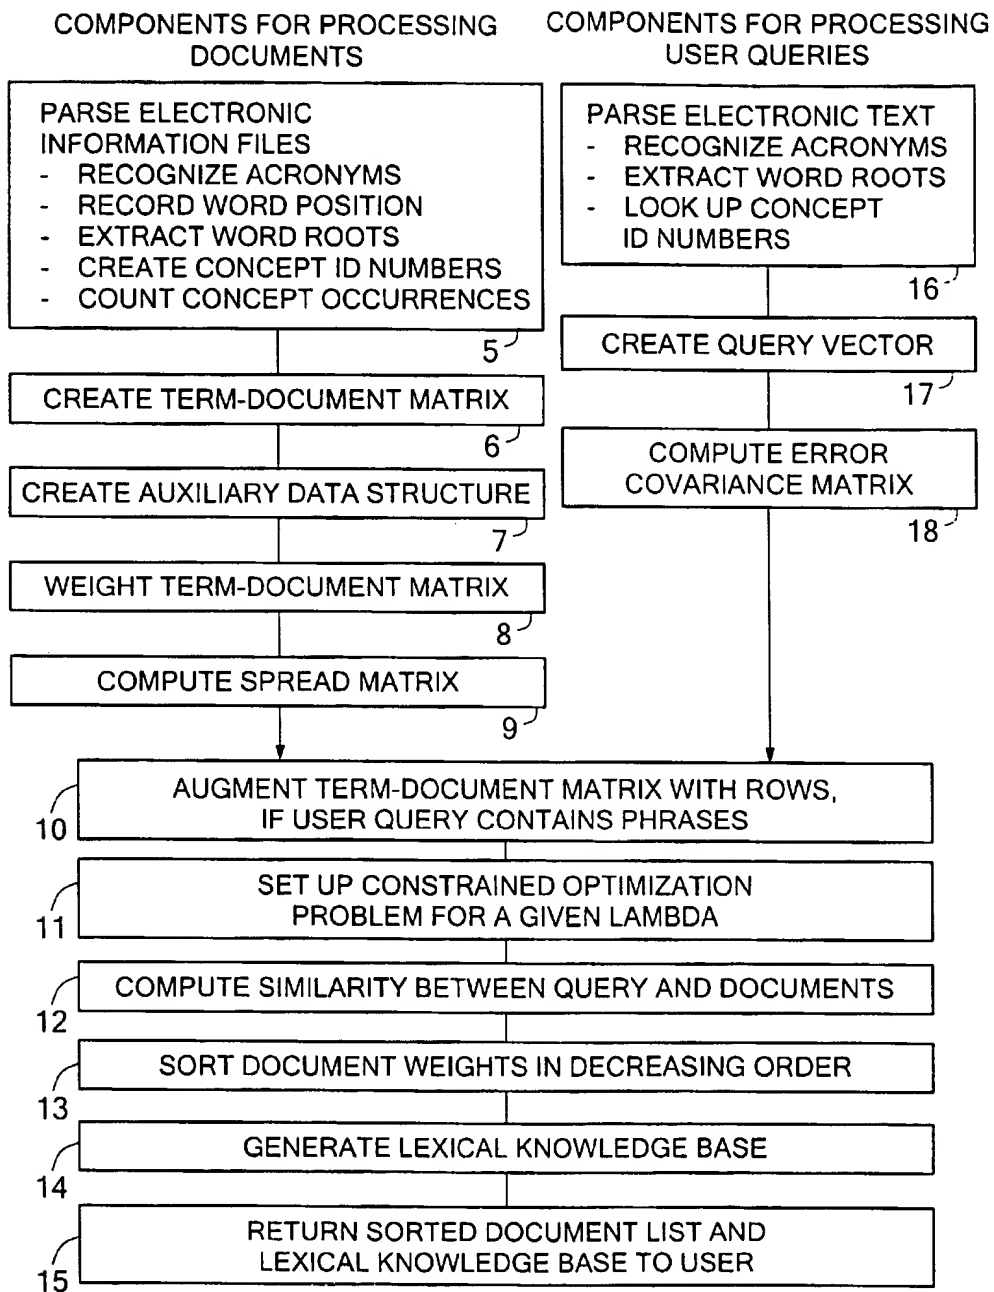 COMPONENTS FOR PROCESSING
DOCUMENTS
PARSE ELECTRONIC
INFORMATION FILES
- RECOGNIZE ACRONYMS
- RECORD WORD POSITION
- EXTRACT WORD ROOTS
- CREATE CONCEPT ID NUMBERS
- COUNT CONCEPT OCCURRENCES
5
CREATE TERM-DOCUMENT MATRIX
6
CREATE AUXILIARY DATA STRUCTURE
7
WEIGHT TERM-DOCUMENT MATRIX
8
COMPUTE SPREAD MATRIX
9
COMPONENTS FOR PROCESSING
USER QUERIES
PARSE ELECTRONIC TEXT
- RECOGNIZE ACRONYMS
- EXTRACT WORD ROOTS
- LOOK UP CONCEPT
ID NUMBERS
16
CREATE QUERY VECTOR
17
COMPUTE ERROR
COVARIANCE MATRIX
18
AUGMENT TERM-DOCUMENT MATRIX WITH ROWS,
IF USER QUERY CONTAINS PHRASES
10
SET UP CONSTRAINED OPTIMIZATION
PROBLEM FOR A GIVEN LAMBDA
11
COMPUTE SIMILARITY BETWEEN QUERY AND DOCUMENTS
12
SORT DOCUMENT WEIGHTS IN DECREASING ORDER
13
GENERATE LEXICAL KNOWLEDGE BASE
14
RETURN SORTED DOCUMENT LIST AND
LEXICAL KNOWLEDGE BASE TO USER
15